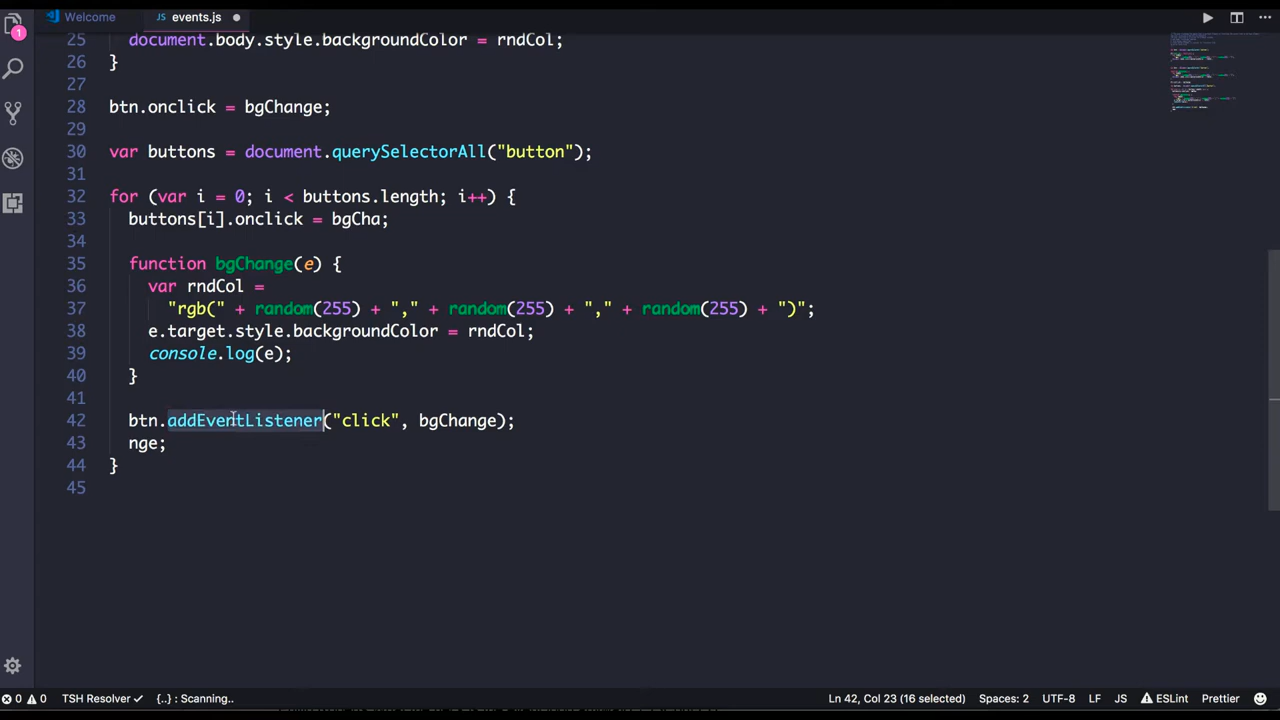 Welcome
JS events.js
1
25 document.body.style.backgroundColor = rndCol;
26 }
27
28 btn.onclick = bgChange;
29
30 var buttons = document.querySelectorAll("button");
31
32 for (var i = 0; i < buttons.length; i++) {
33 buttons[i].onclick = bgCha;
34
35 function bgChange(e) {
36 var rndCol =
37 "rgb(" + random(255) + "," + random(255) + "," + random(255) + ")";
38 e.target.style.backgroundColor = rndCol;
39 console.log(e);
40 }
41
42 btn.addEventListener("click", bgChange);
43 nge;
44 }
45
0 0 TSH Resolver {..} : Scanning.. Ln 42, Col 23 (16 selected) Spaces: 2 UTF-8 LF JS ESLint Prettier